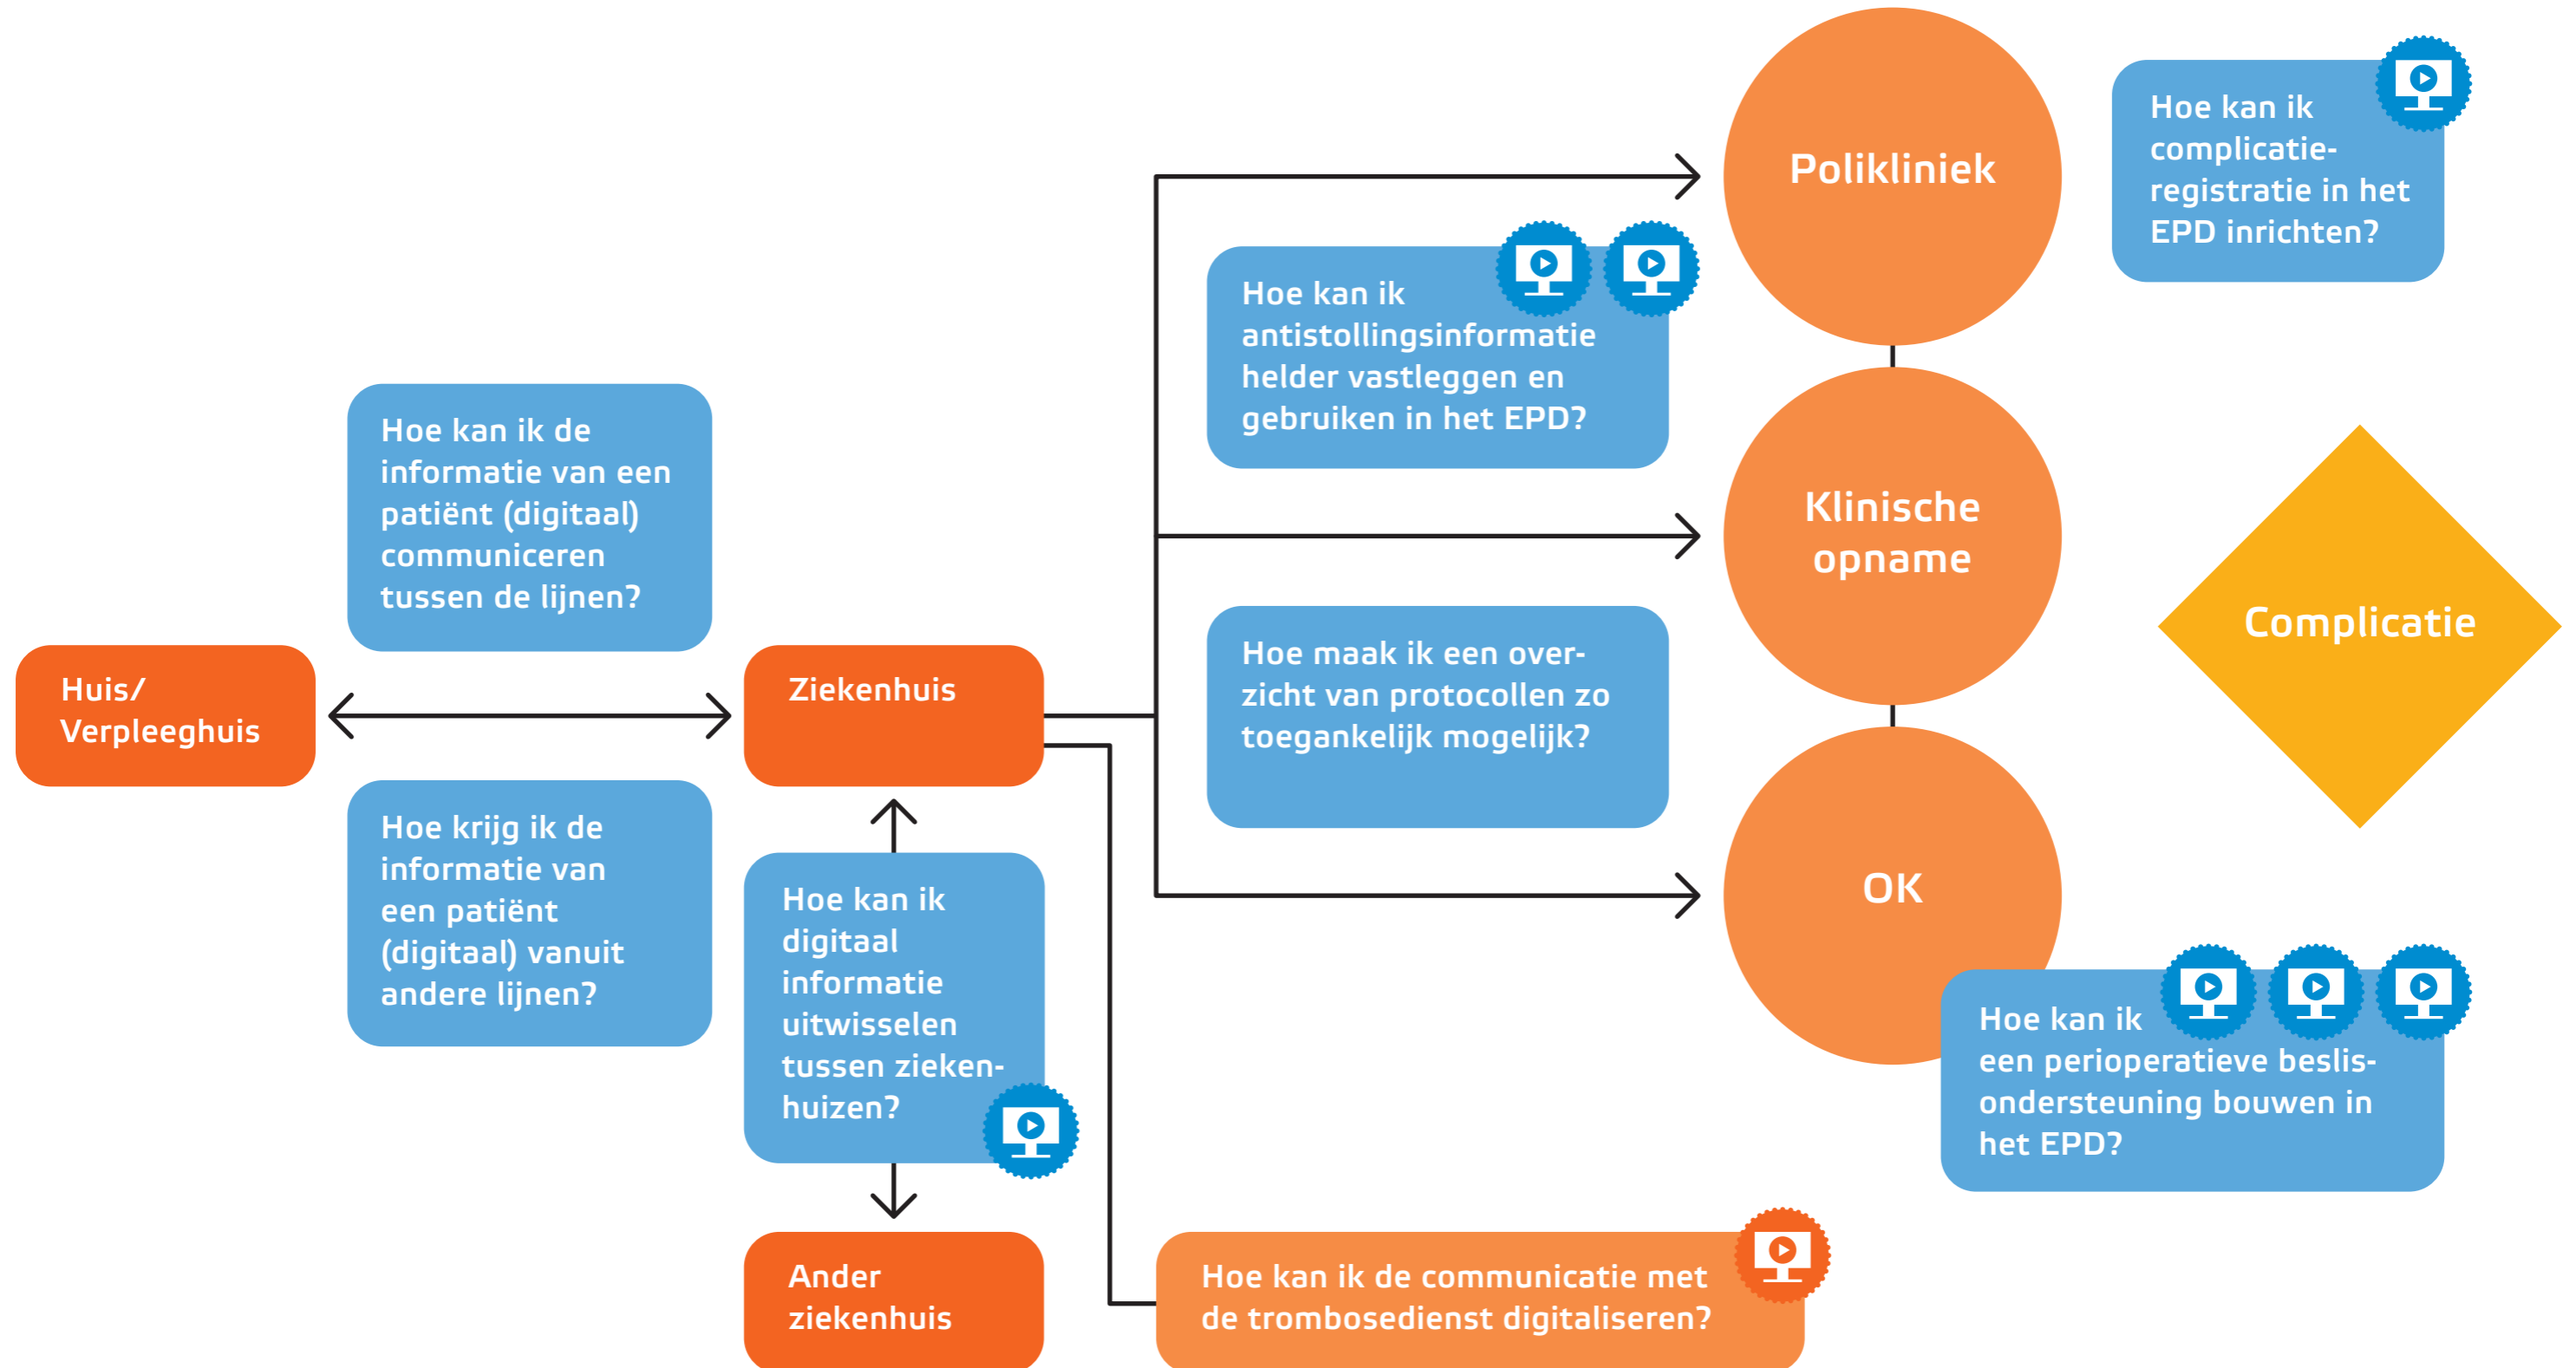 Huis/
Verpleeghuis
Hoe kan ik de
informatie van een
patiënt (digitaal)
communiceren
tussen de lijnen?
Hoe krijg ik de
informatie van
een patiënt
(digitaal) vanuit
andere lijnen?
Ziekenhuis
Hoe kan ik
digitaal
informatie
uitwisselen
tussen zieken-
huizen?
Ander
ziekenhuis
Hoe kan ik
antistollingsinformatie
helder vastleggen en
gebruiken in het EPD?
Hoe maak ik een over-
zicht van protocollen zo
toegankelijk mogelijk?
Hoe kan ik de communicatie met
de trombosedienst digitaliseren?
Polikliniek
Klinische
opname
OK
Hoe kan ik
complicatie-
registratie in het
EPD inrichten?
Complicatie
Hoe kan ik
een perioperatieve beslis-
ondersteuning bouwen in
het EPD?